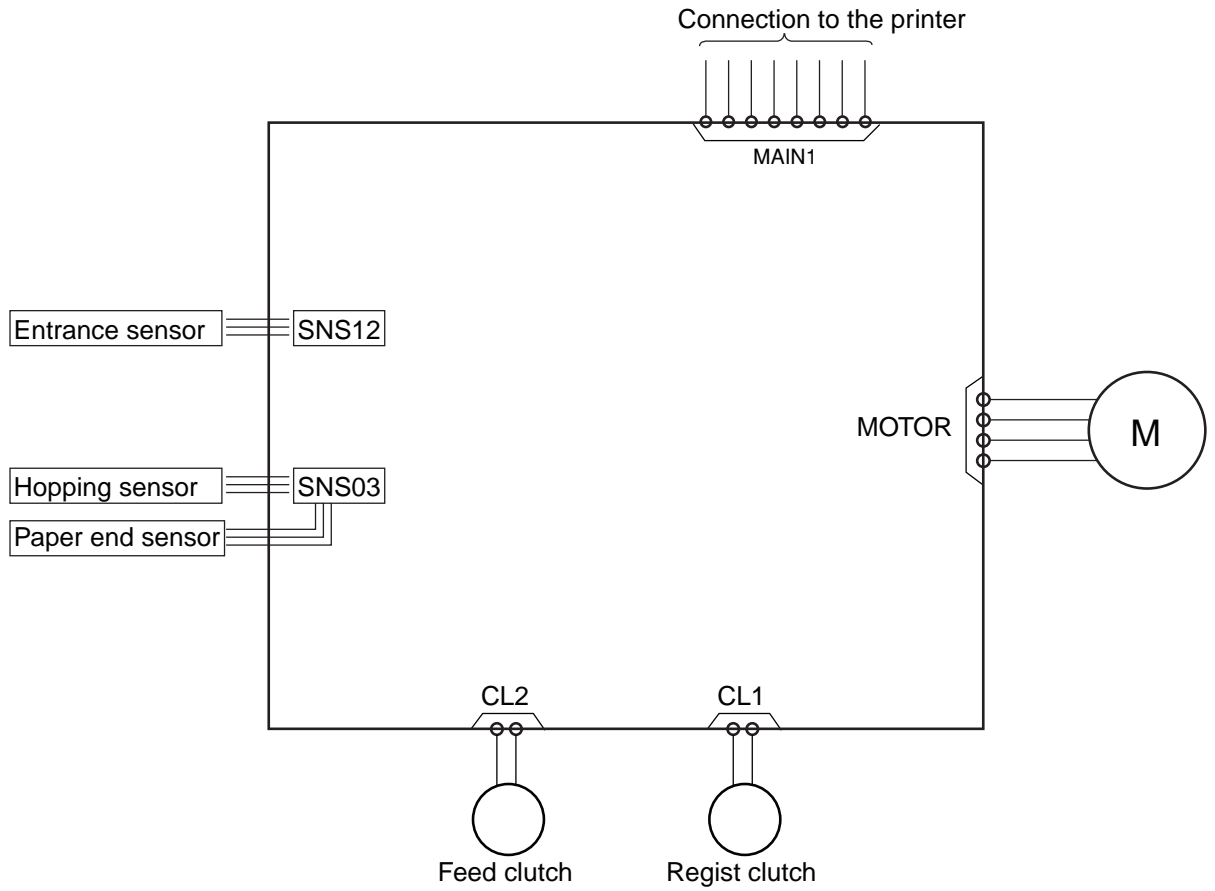 Connection to the printer
MAIN1
Entrance sensor
SNS12
MOTOR
M
Hopping sensor
SNS03
Paper end sensor
CL2
CL1
Feed clutch
Regist clutch